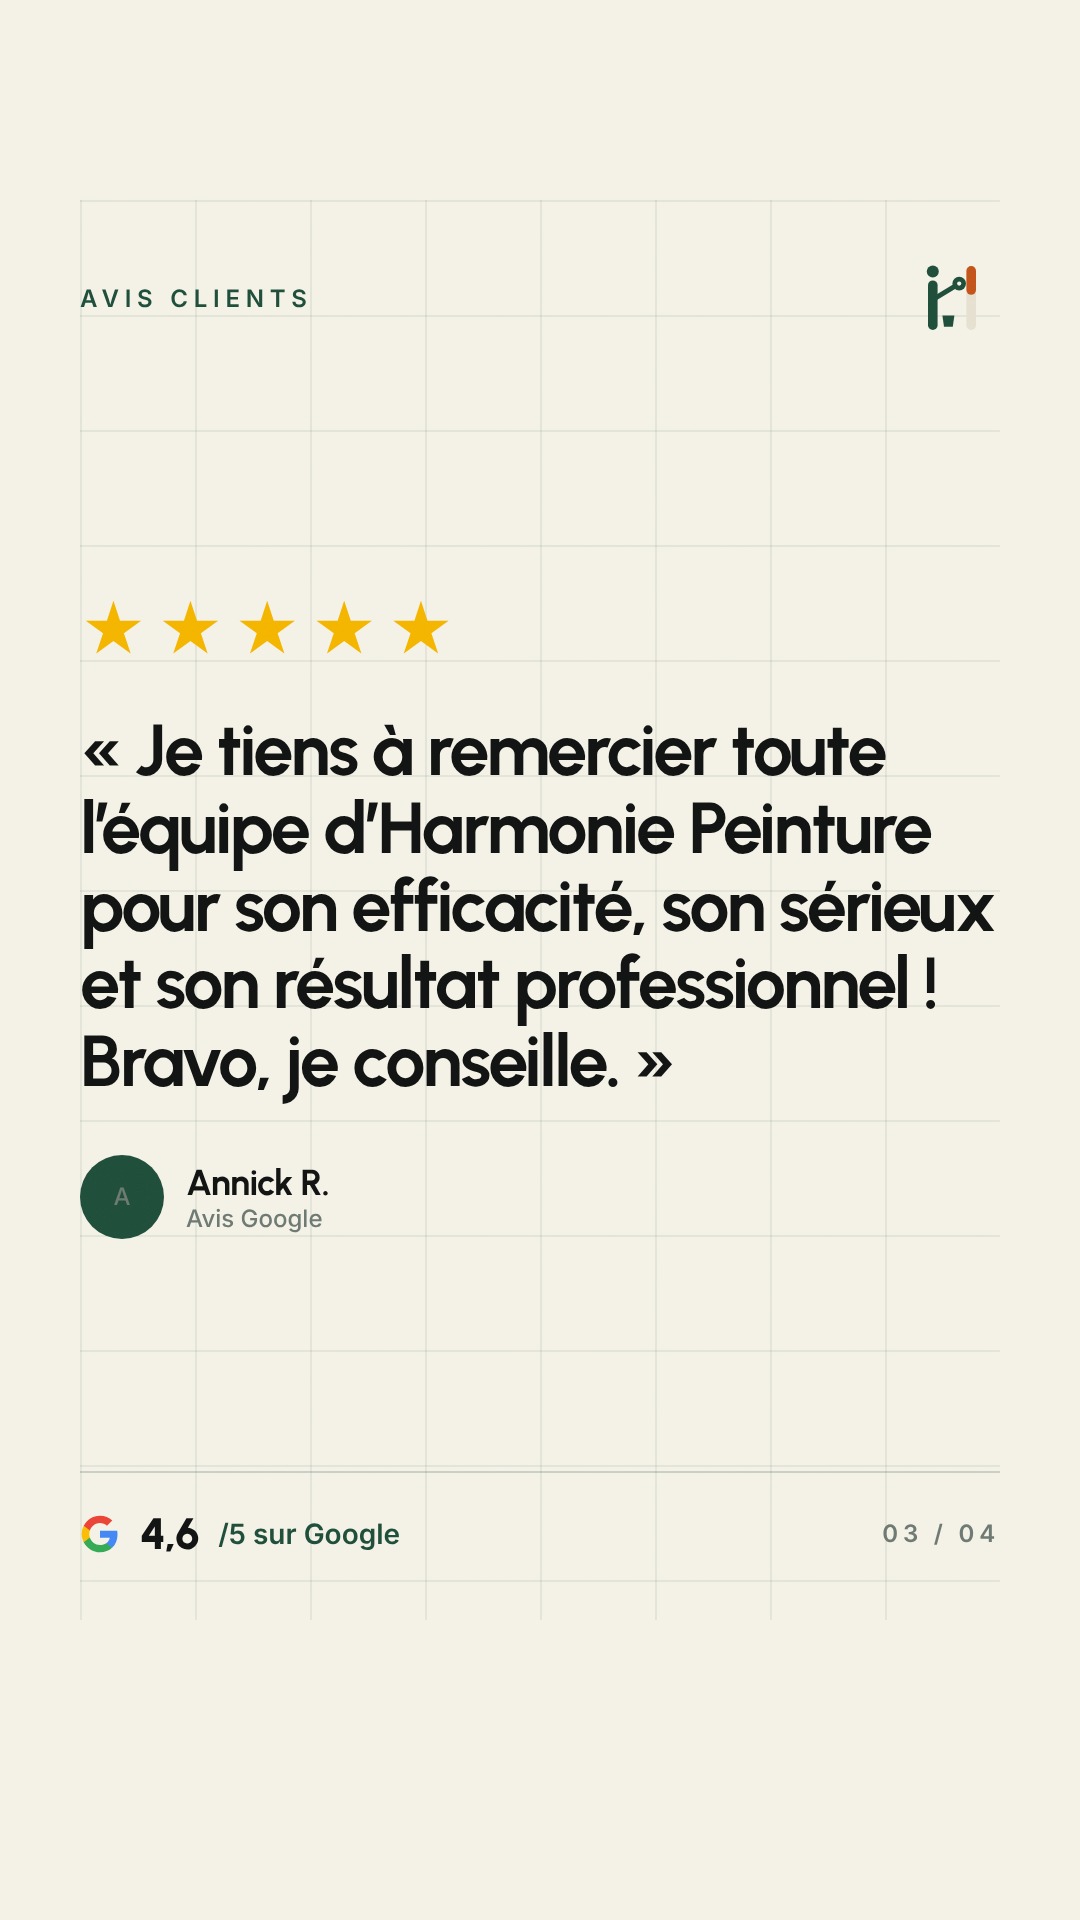 AVIS CLIENTS
« Je tiens à remercier toute
l’équipe d’Harmonie Peinture
pour son efficacité, son sérieux
et son résultat professionnel !
Bravo, je conseille. »
A
Annick R.
Avis Google
4,6 /5 sur Google
03 / 04